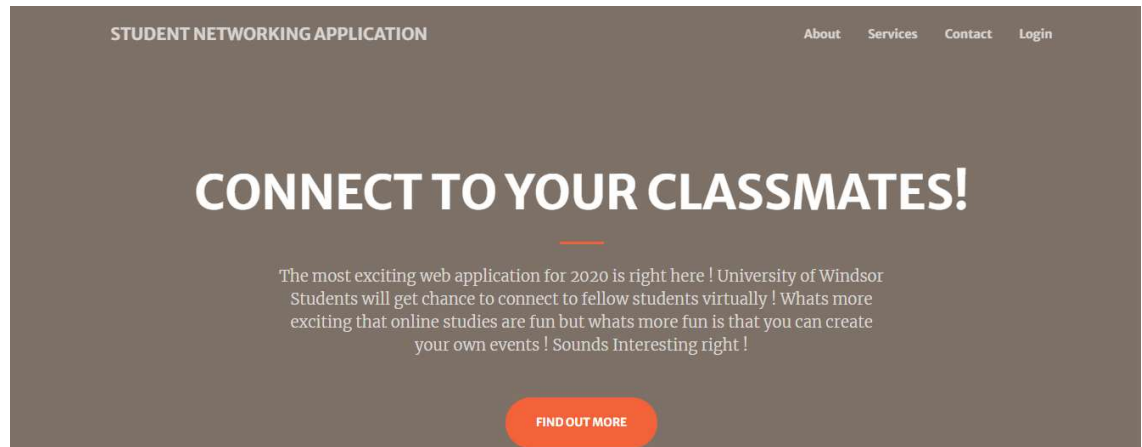 STUDENT NETWORKING APPLICATION
About Services Contact Login
CONNECT TO YOUR CLASSMATES!
The most exciting web application for 2020 is right here ! University of Windsor
Students will get chance to connect to fellow students virtually ! Whats more
exciting that online studies are fun but whats more fun is that you can create
your own events ! Sounds Interesting right !
FIND OUT MORE